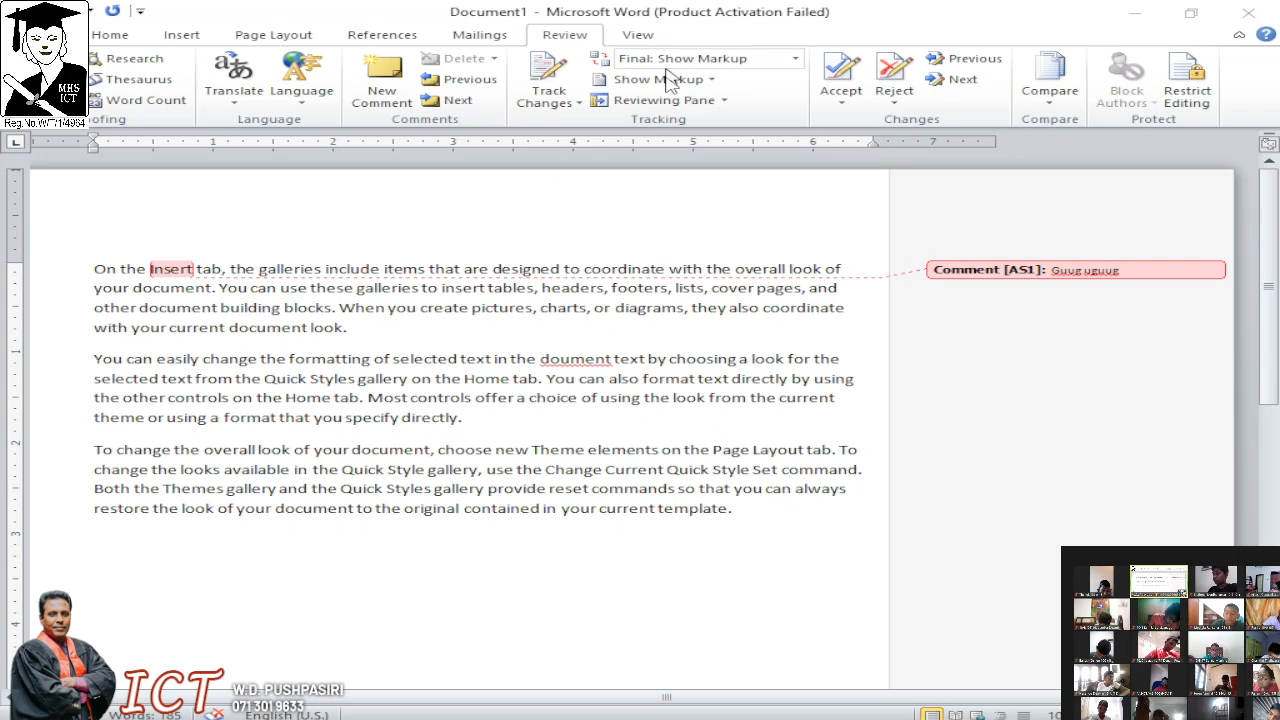 Document1 - Microsoft Word (Product Activation Failed)
Home Insert Page Layout References Mailings Review View
Research
Thesaurus
Word Count
Translate Language
Language
New Comment
Delete
Previous
Next
Comments
Track Changes
Final: Show Markup
Show Markup
Reviewing Pane
Tracking
Accept Reject
Previous
Next
Changes
Compare
Compare
Block Authors
Restrict Editing
Protect
MHS
ICT
1 2 3 4 5 6 7
On the Insert tab, the galleries include items that are designed to coordinate with the overall look of
your document. You can use these galleries to insert tables, headers, footers, lists, cover pages, and
other document building blocks. When you create pictures, charts, or diagrams, they also coordinate
with your current document look.
Comment [AS1]: Guug uguug
You can easily change the formatting of selected text in the doument text by choosing a look for the
selected text from the Quick Styles gallery on the Home tab. You can also format text directly by using
the other controls on the Home tab. Most controls offer a choice of using the look from the current
theme or using a format that you specify directly.
To change the overall look of your document, choose new Theme elements on the Page Layout tab. To
change the looks available in the Quick Style gallery, use the Change Current Quick Style Set command.
Both the Themes gallery and the Quick Styles gallery provide reset commands so that you can always
restore the look of your document to the original contained in your current template.
ICT
W.D. PUSHPASIRI
071 301 9633
Words: 185 English (U.S.)